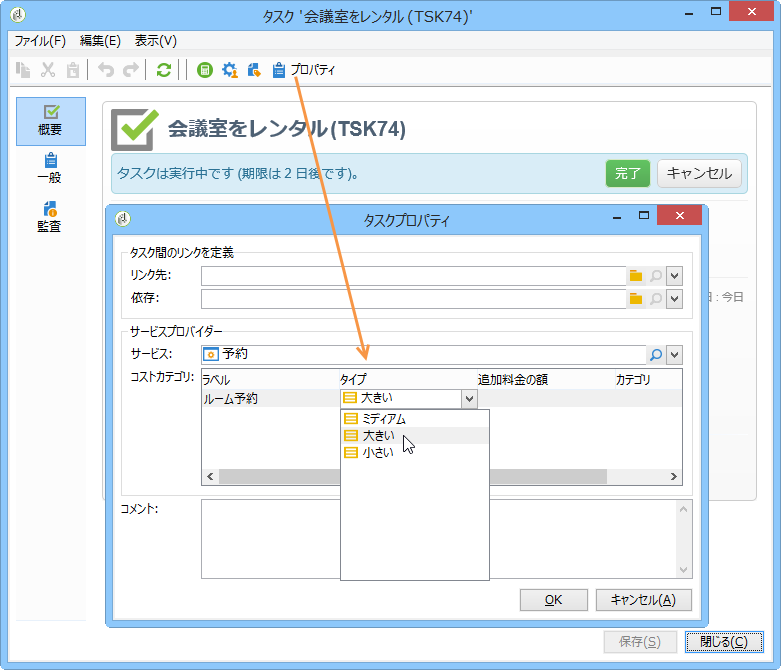 タスク '会議室をレンタル (TSK74)'
ファイル(F) 編集(E) 表示(V)
プロパティ
概要
一般
監査
会議室をレンタル(TSK74)
タスクは実行中です (期限は 2 日後です)。
完了
キャンセル
日 : 今日
タスクプロパティ
タスク間のリンクを定義
リンク先:
依存:
サービスプロバイダー
サービス:
予約
コストカテゴリ:
ラベル タイプ 追加料金の額 カテゴリ
ルーム予約 大きい
ミディアム
大きい
小さい
コメント:
OK キャンセル(A)
保存(S) 閉じる(C)